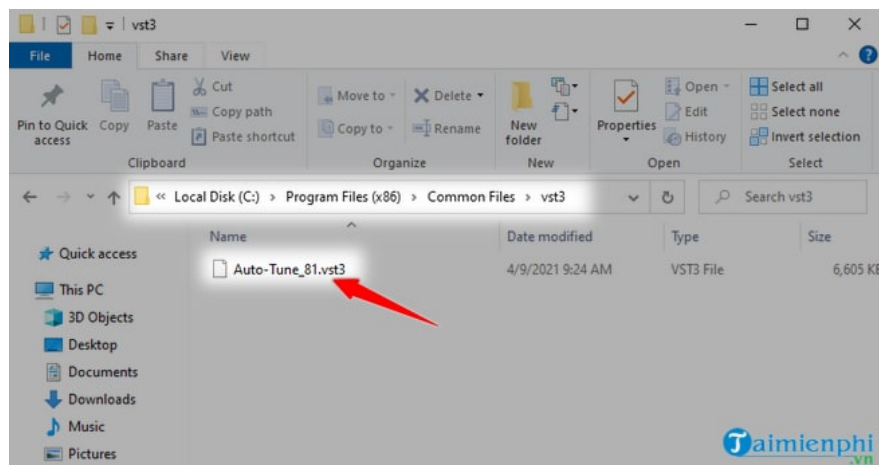 vst3
File Home Share View
Pin to Quick access
Copy
Paste
Cut
Copy path
Paste shortcut
Clipboard
Move to
Copy to
Delete
Rename
Organize
New folder
New
Properties
Open
Edit
History
Open
Select all
Select none
Invert selection
Select
« Local Disk (C:) › Program Files (x86) › Common Files › vst3
Search vst3
Name Date modified Type Size
Auto-Tune_81.vst3 4/9/2021 9:24 AM VST3 File 6,605 KB
Quick access
This PC
3D Objects
Desktop
Documents
Downloads
Music
Pictures
Taimienphi
.vn